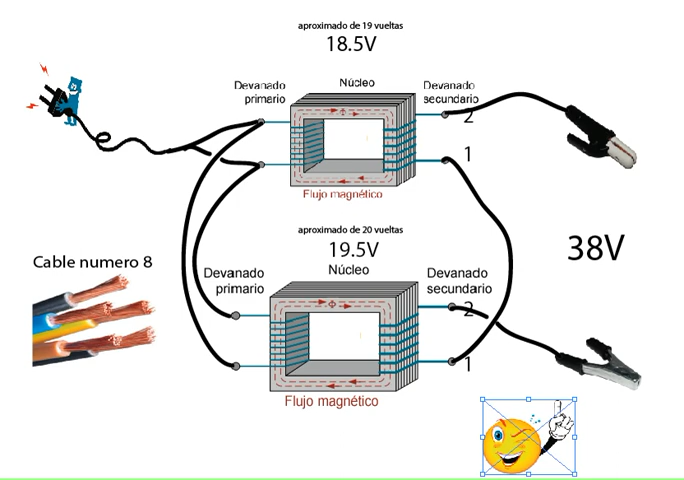 aproximado de 19 vueltas
18.5V
Devanado
primario
Núcleo
Devanado
secundario
2
1
Flujo magnético
aproximado de 20 vueltas
19.5V
Núcleo
38V
Cable numero 8
Devanado
primario
Devanado
secundario
Φ
2
1
Flujo magnético